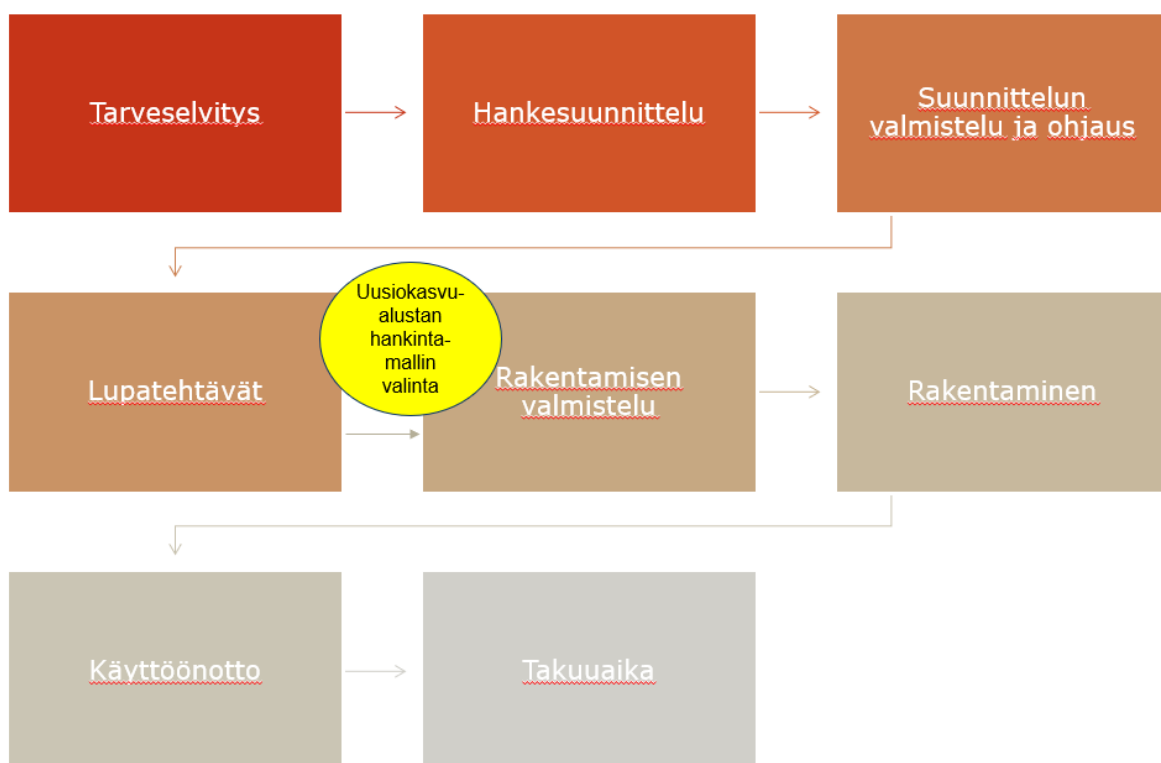 Tarveselvitys
Hankesuunnittelu
Suunnittelun
valmistelu ja ohjaus
Lupatehtävät
Uusiokasvu-
alustan
hankinta-
mallin
valinta
Rakentamisen
valmistelu
Rakentaminen
Käyttöönotto
Takuuaika